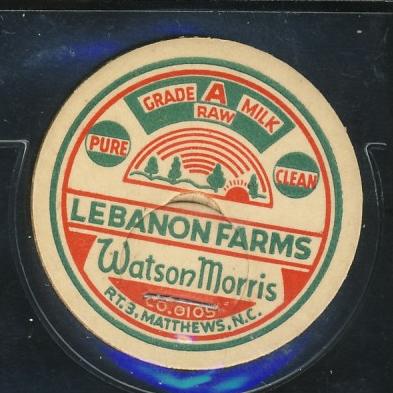 GRADE A MILK
RAW
PURE
CLEAN
LEBANON FARMS
Watson Morris
CO. 0105
RT. 3, MATTHEWS, N.C.